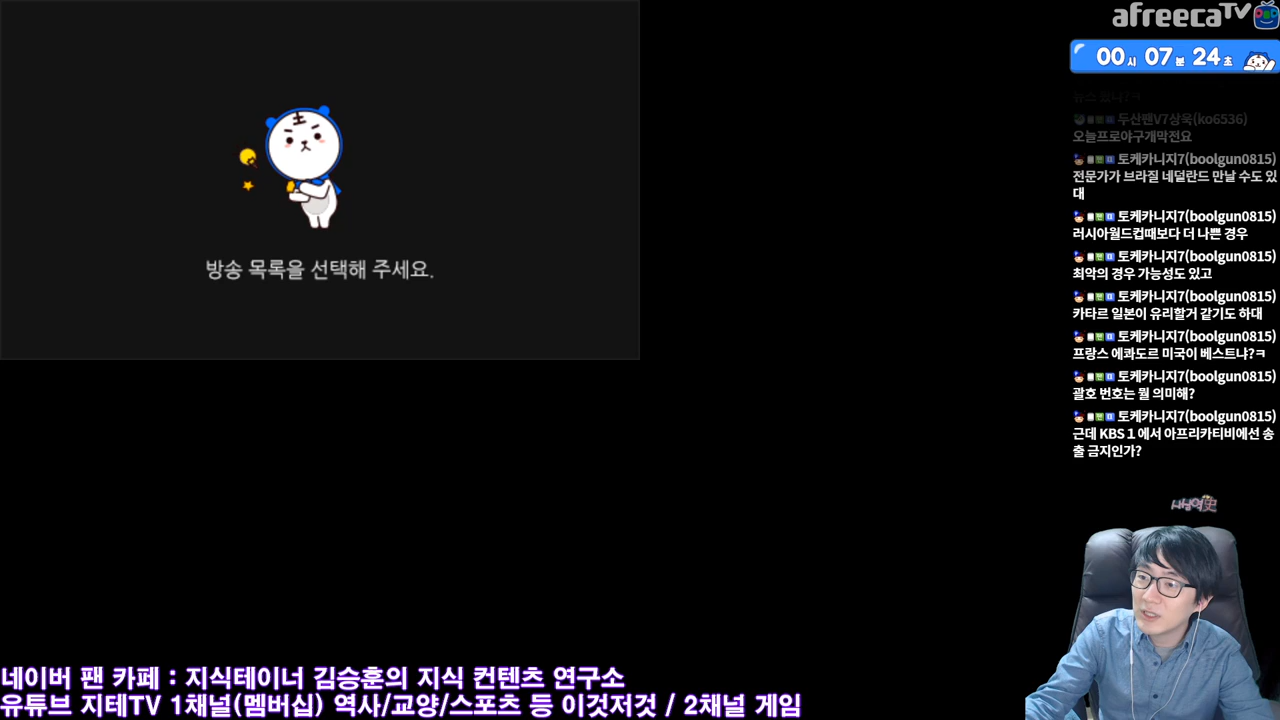 afreecaTV
00시 07분 24초
두산팬V7상욱(ko6536)
오늘프로야구개막전요
토케카니지7(boolgun0815)
전문가가 브라질 네덜란드 만날 수도 있
대
토케카니지7(boolgun0815)
러시아월드컵때보다 더 나쁜 경우
토케카니지7(boolgun0815)
최악의 경우 가능성도 있고
토케카니지7(boolgun0815)
카타르 일본이 유리할거 같기도 하대
토케카니지7(boolgun0815)
프랑스 에콰도르 미국이 베스트냐?ㅋ
토케카니지7(boolgun0815)
괄호 번호는 뭘 의미해?
토케카니지7(boolgun0815)
근데 KBS 1 에서 아프리카티비에선 송
출 금지인가?
방송 목록을 선택해 주세요.
네이버 팬 카페 : 지식테이너 김승훈의 지식 컨텐츠 연구소
유튜브 지테TV 1채널(멤버십) 역사/교양/스포츠 등 이것저것 / 2채널 게임